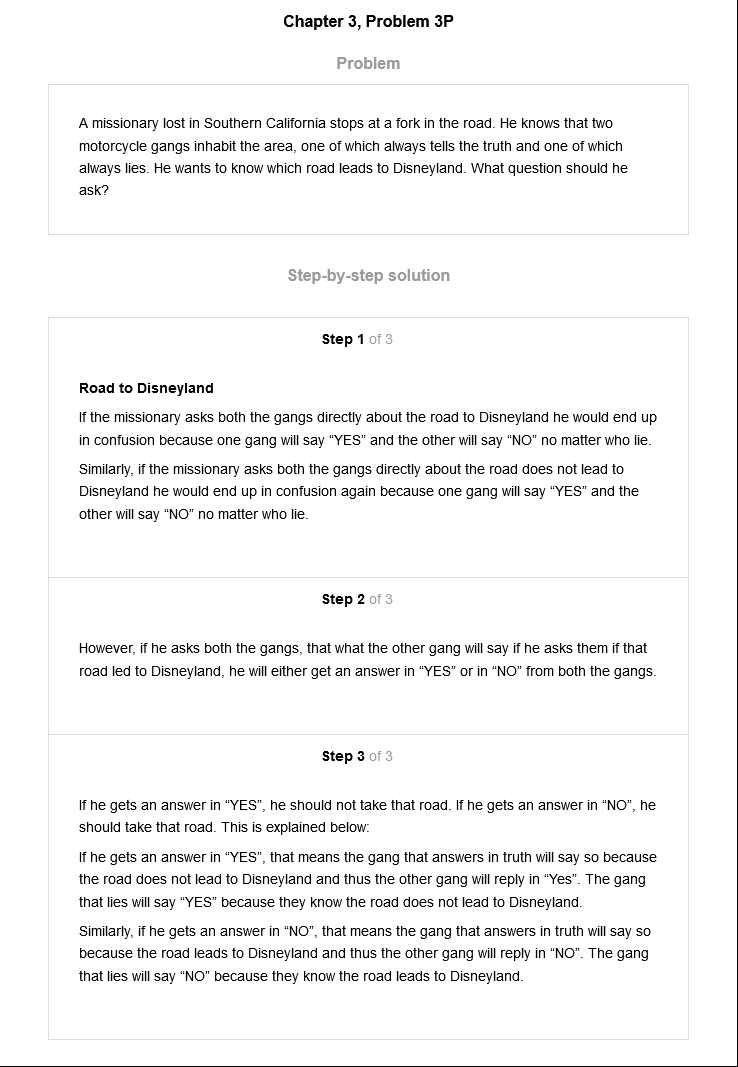 Chapter 3, Problem 3P
Problem
A missionary lost in Southern California stops at a fork in the road. He knows that two
motorcycle gangs inhabit the area, one of which always tells the truth and one of which
always lies. He wants to know which road leads to Disneyland. What question should he
ask?
Step-by-step solution
Step 1 of 3
Road to Disneyland
If the missionary asks both the gangs directly about the road to Disneyland he would end up
in confusion because one gang will say “YES” and the other will say “NO” no matter who lie.
Similarly, if the missionary asks both the gangs directly about the road does not lead to
Disneyland he would end up in confusion again because one gang will say “YES” and the
other will say “NO” no matter who lie.
Step 2 of 3
However, if he asks both the gangs, that what the other gang will say if he asks them if that
road led to Disneyland, he will either get an answer in “YES” or in “NO” from both the gangs.
Step 3 of 3
If he gets an answer in “YES”, he should not take that road. If he gets an answer in “NO”, he
should take that road. This is explained below:
If he gets an answer in “YES”, that means the gang that answers in truth will say so because
the road does not lead to Disneyland and thus the other gang will reply in “Yes”. The gang
that lies will say “YES” because they know the road does not lead to Disneyland.
Similarly, if he gets an answer in “NO”, that means the gang that answers in truth will say so
because the road leads to Disneyland and thus the other gang will reply in “NO”. The gang
that lies will say “NO” because they know the road leads to Disneyland.